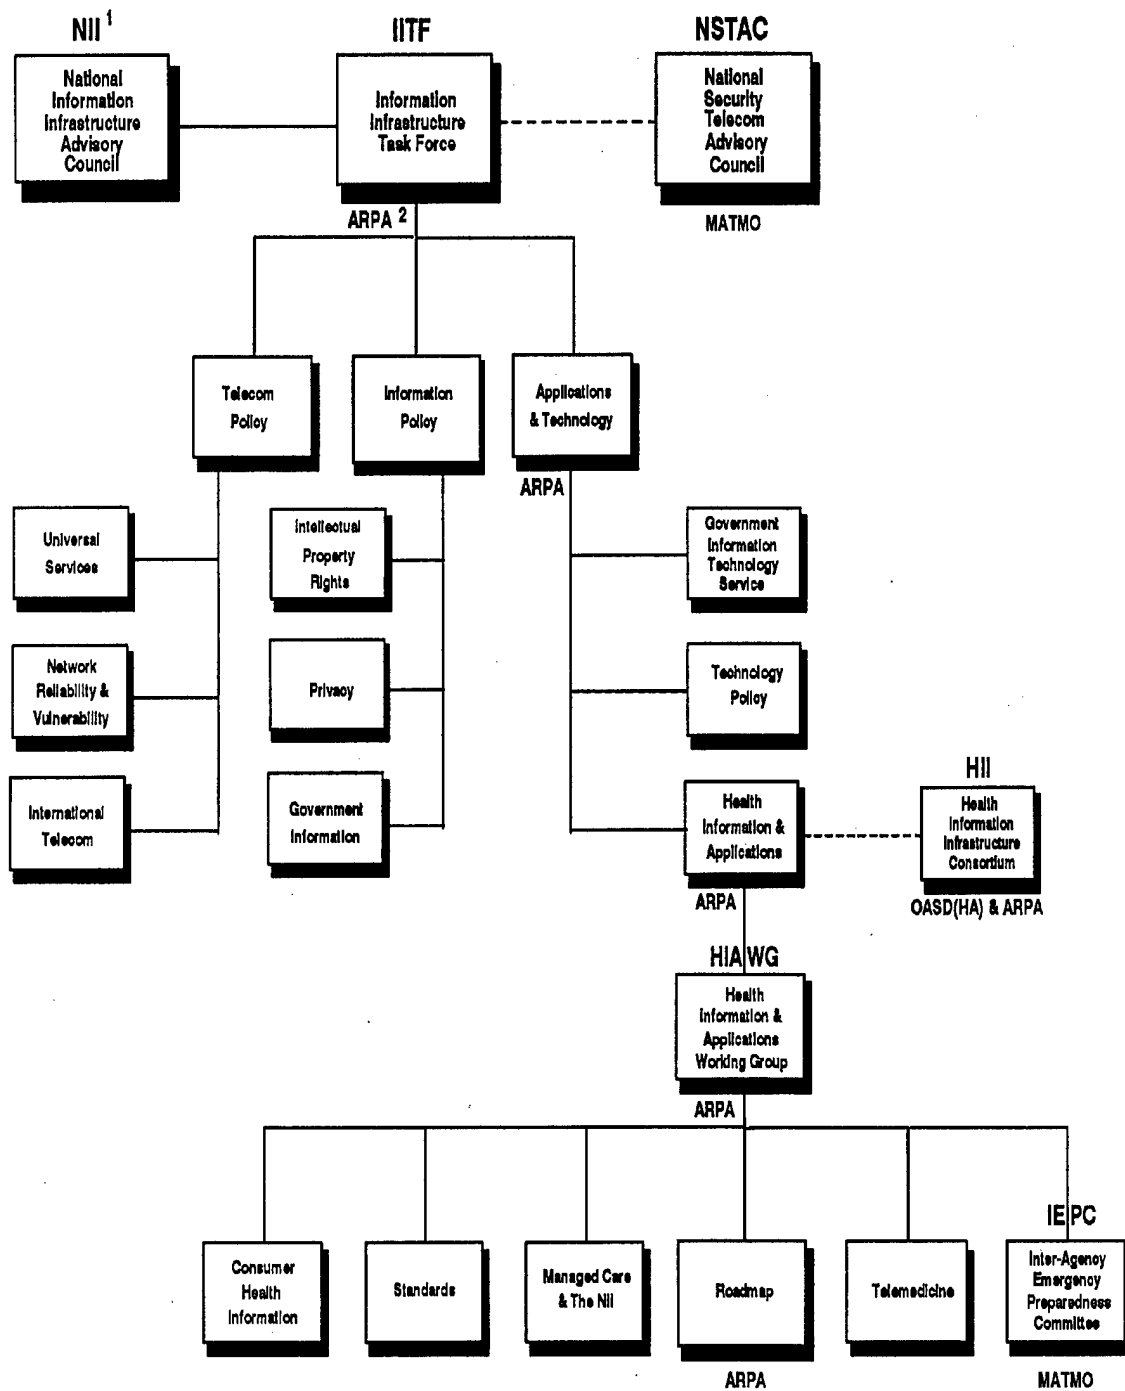 NII 1
IITF
NSTAC
National
Information
Infrastructure
Advisory
Council
Information
Infrastructure
Task Force
National
Security
Telecom
Advisory
Council
ARPA 2
MATMO
Telecom
Policy
Information
Policy
Applications
& Technology
ARPA
Universal
Services
Intellectual
Property
Rights
Government
Information
Technology
Service
Network
Reliability &
Vulnerability
Privacy
Technology
Policy
International
Telecom
Government
Information
Health
Information &
Applications
HII
Health
Information
Infrastructure
Consortium
ARPA
OASD(HA) & ARPA
HIAWG
Health
Information &
Applications
Working Group
ARPA
IEPC
Consumer
Health
Information
Standards
Managed Care
& The NII
Roadmap
Telemedicine
Inter-Agency
Emergency
Preparedness
Committee
ARPA
MATMO